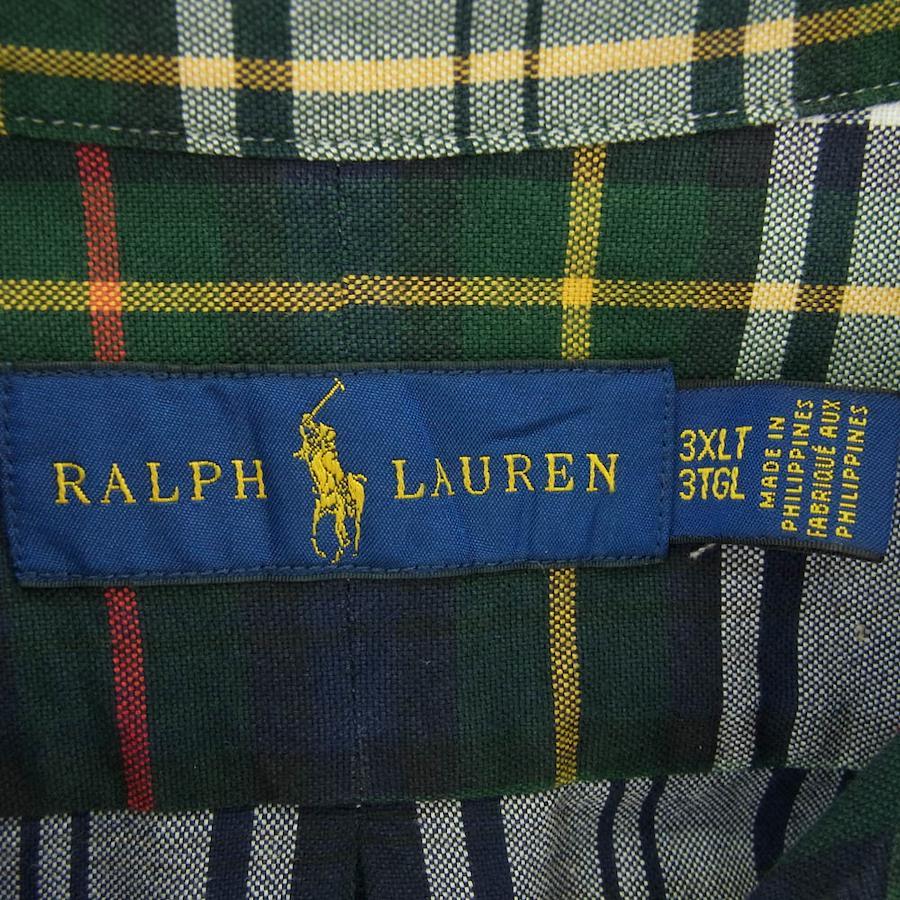 RALPH LAUREN
3XLT
3TGL
MADE IN
PHILIPPINES
FABRIQUÉ AUX
PHILIPPINES